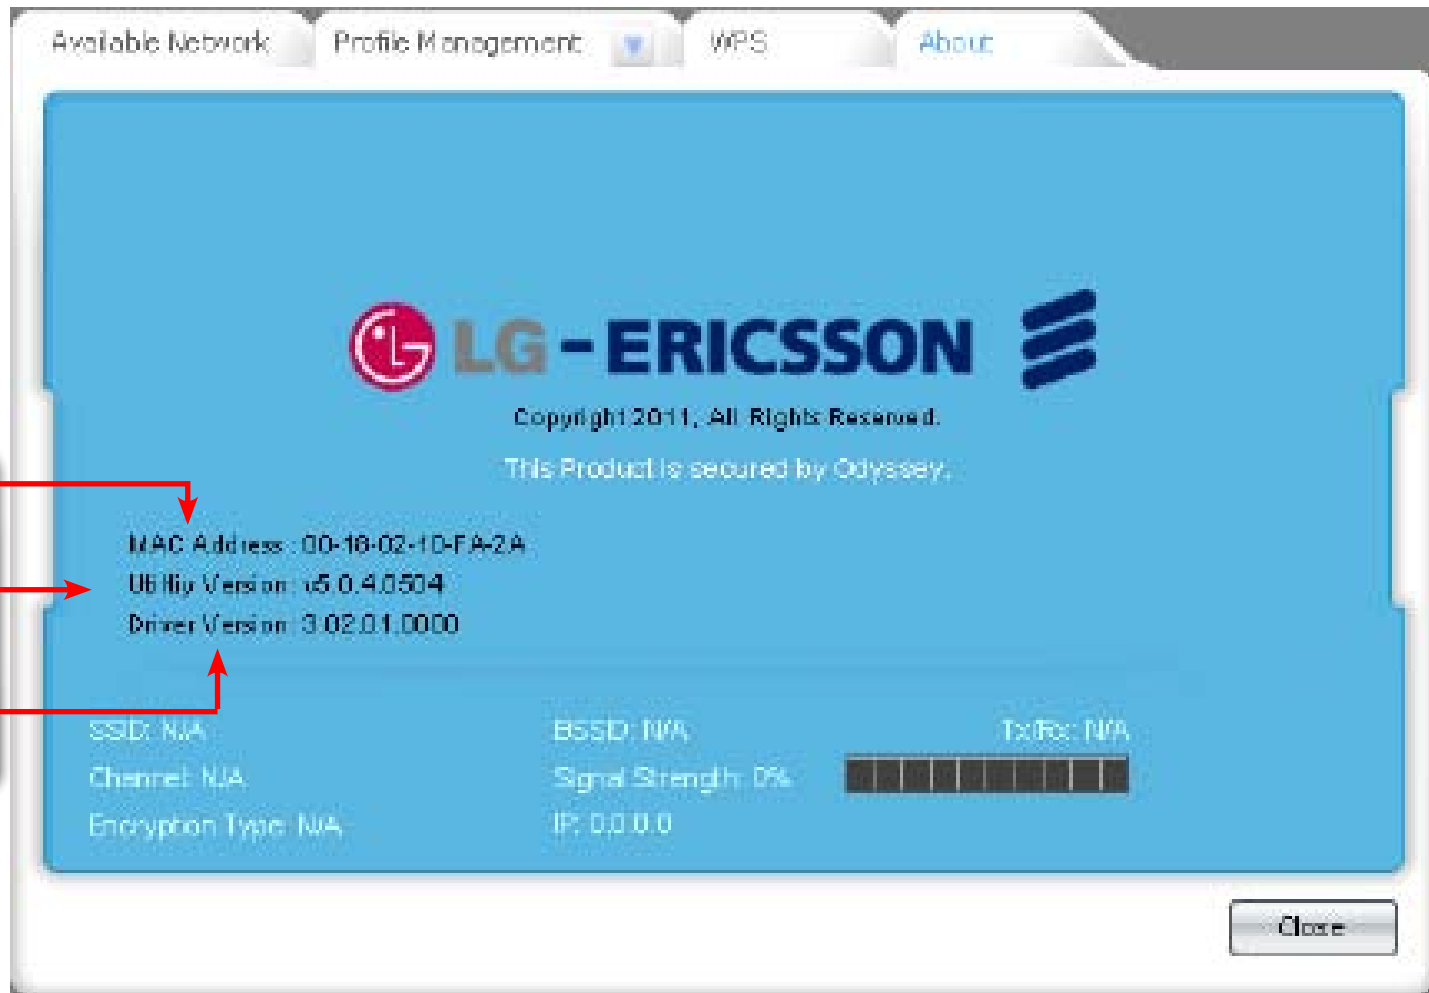 Available Network Profile Management WPS About
LG-ERICSSON
Copyright 2011, All Rights Reserved.
This Product is secured by Odyssey.
MAC Address : 00-18-02-10-FA-2A
Utility Version: v5.0.4.0504
Driver Version: 3.02.01.0000
SSID: N/A BSSID: N/A Tx/Rx: N/A
Channel: N/A Signal Strength: 0%
Encryption Type: N/A IP: 0.0.0.0
Close